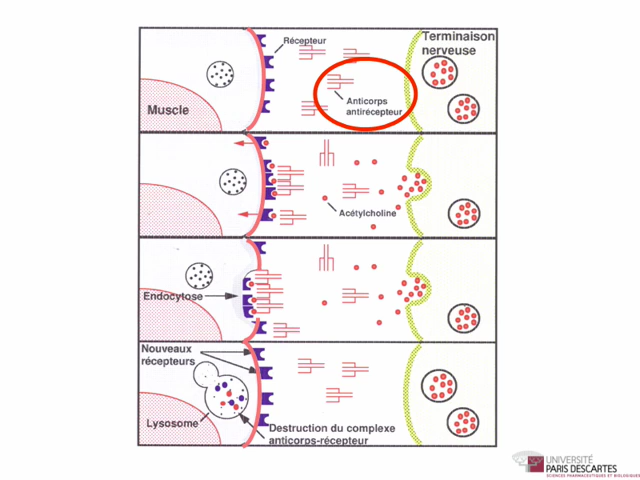 Récepteur
Terminaison
nerveuse
Anticorps
antirécepteur
Muscle
Acétylcholine
Endocytose
Nouveaux
récepteurs
Lysosome
Destruction du complexe
anticorps-récepteur
UNIVERSITÉ
PARIS DESCARTES
SCIENCES PHARMACEUTIQUES ET BIOLOGIQUES